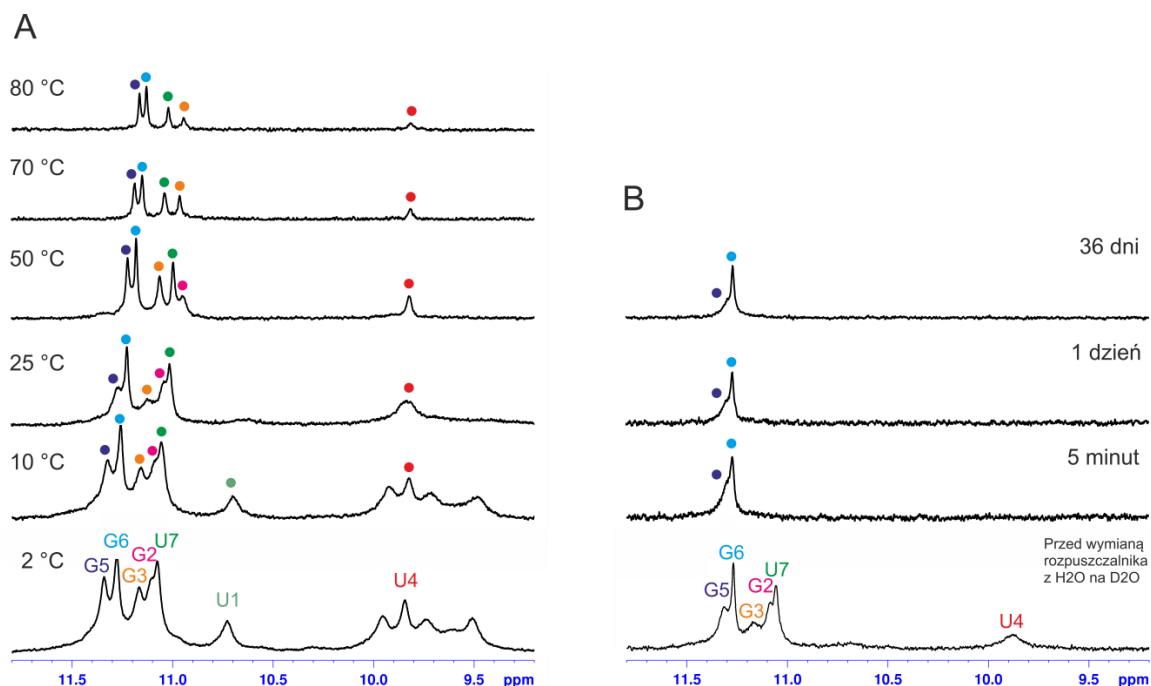 A
80 °C
70 °C
50 °C
25 °C
10 °C
2 °C
G5
G6
G3
G2
U7
U1
U4
11.5 11.0 10.5 10.0 9.5 ppm
B
36 dni
1 dzień
5 minut
Przed wymianą
rozpuszczalnika
z H2O na D2O
G5
G6
G3
G2
U7
U4
11.5 11.0 10.5 10.0 9.5 ppm